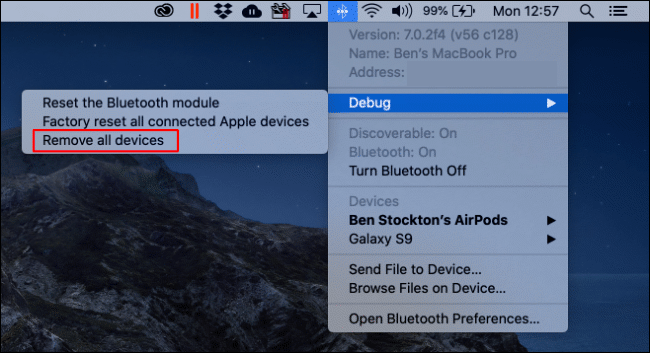 99% Mon 12:57
Version: 7.0.2f4 (v56 c128)
Name: Ben's MacBook Pro
Address:
Debug
Reset the Bluetooth module
Factory reset all connected Apple devices
Remove all devices
Discoverable: On
Bluetooth: On
Turn Bluetooth Off
Devices
Ben Stockton's AirPods
Galaxy S9
Send File to Device...
Browse Files on Device...
Open Bluetooth Preferences...